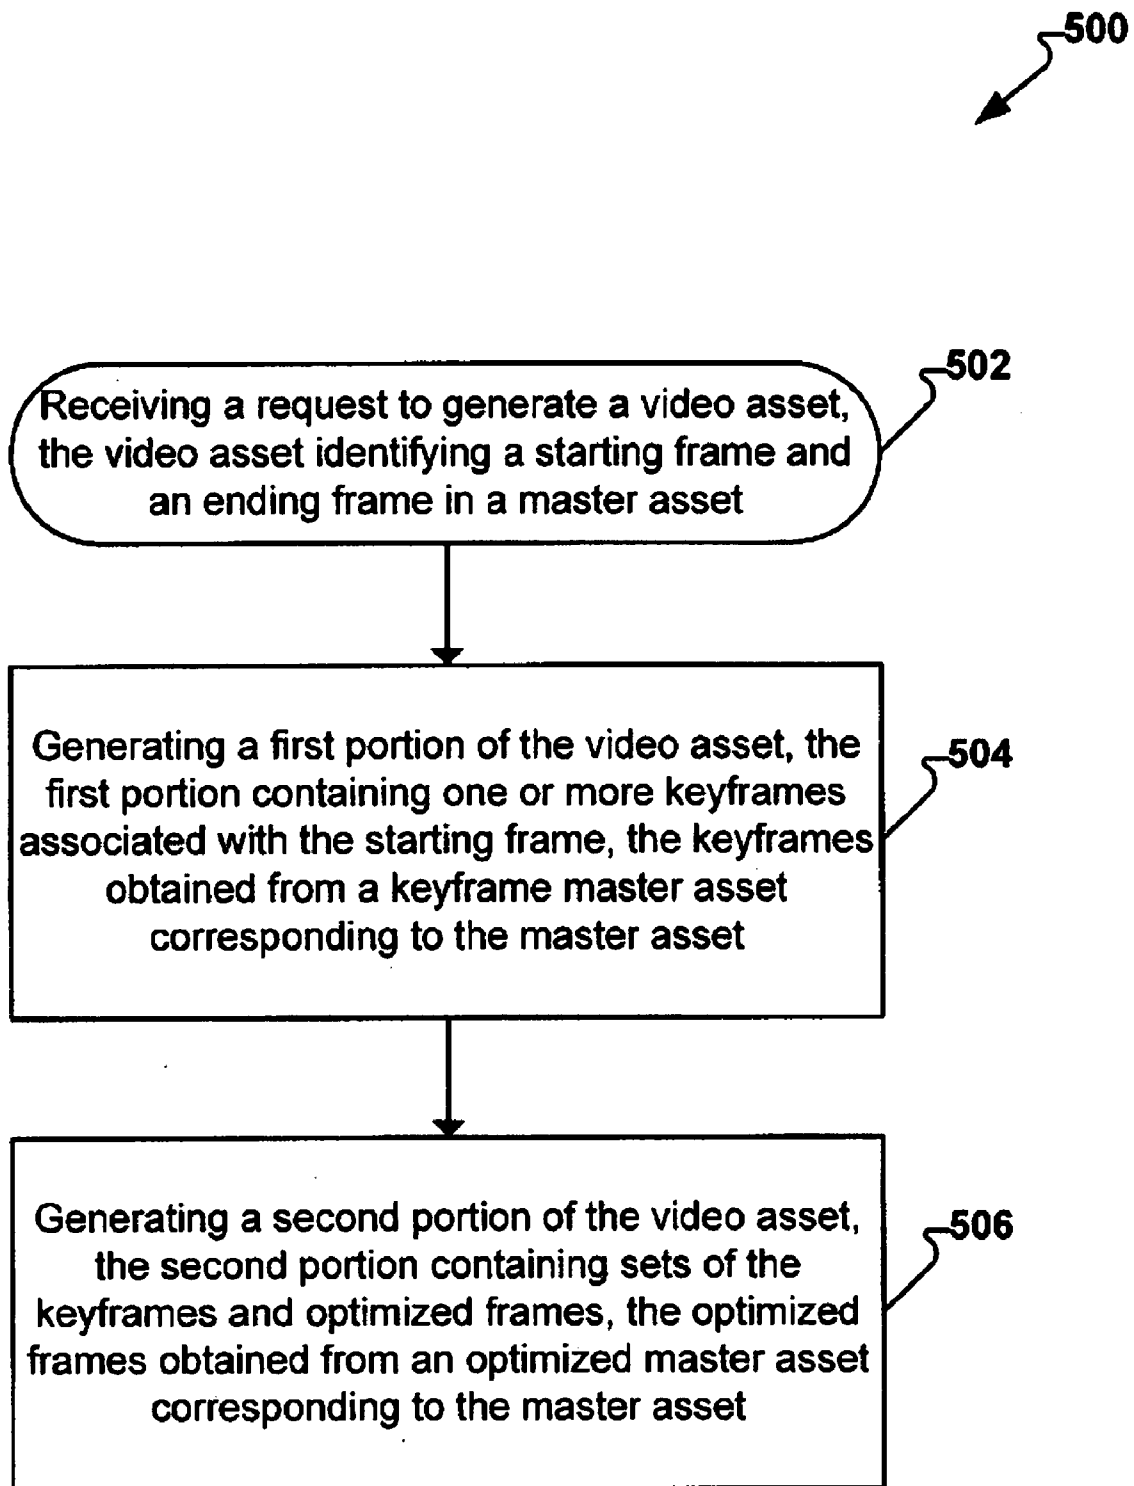 500
502
Receiving a request to generate a video asset,
the video asset identifying a starting frame and
an ending frame in a master asset
504
Generating a first portion of the video asset, the
first portion containing one or more keyframes
associated with the starting frame, the keyframes
obtained from a keyframe master asset
corresponding to the master asset
506
Generating a second portion of the video asset,
the second portion containing sets of the
keyframes and optimized frames, the optimized
frames obtained from an optimized master asset
corresponding to the master asset